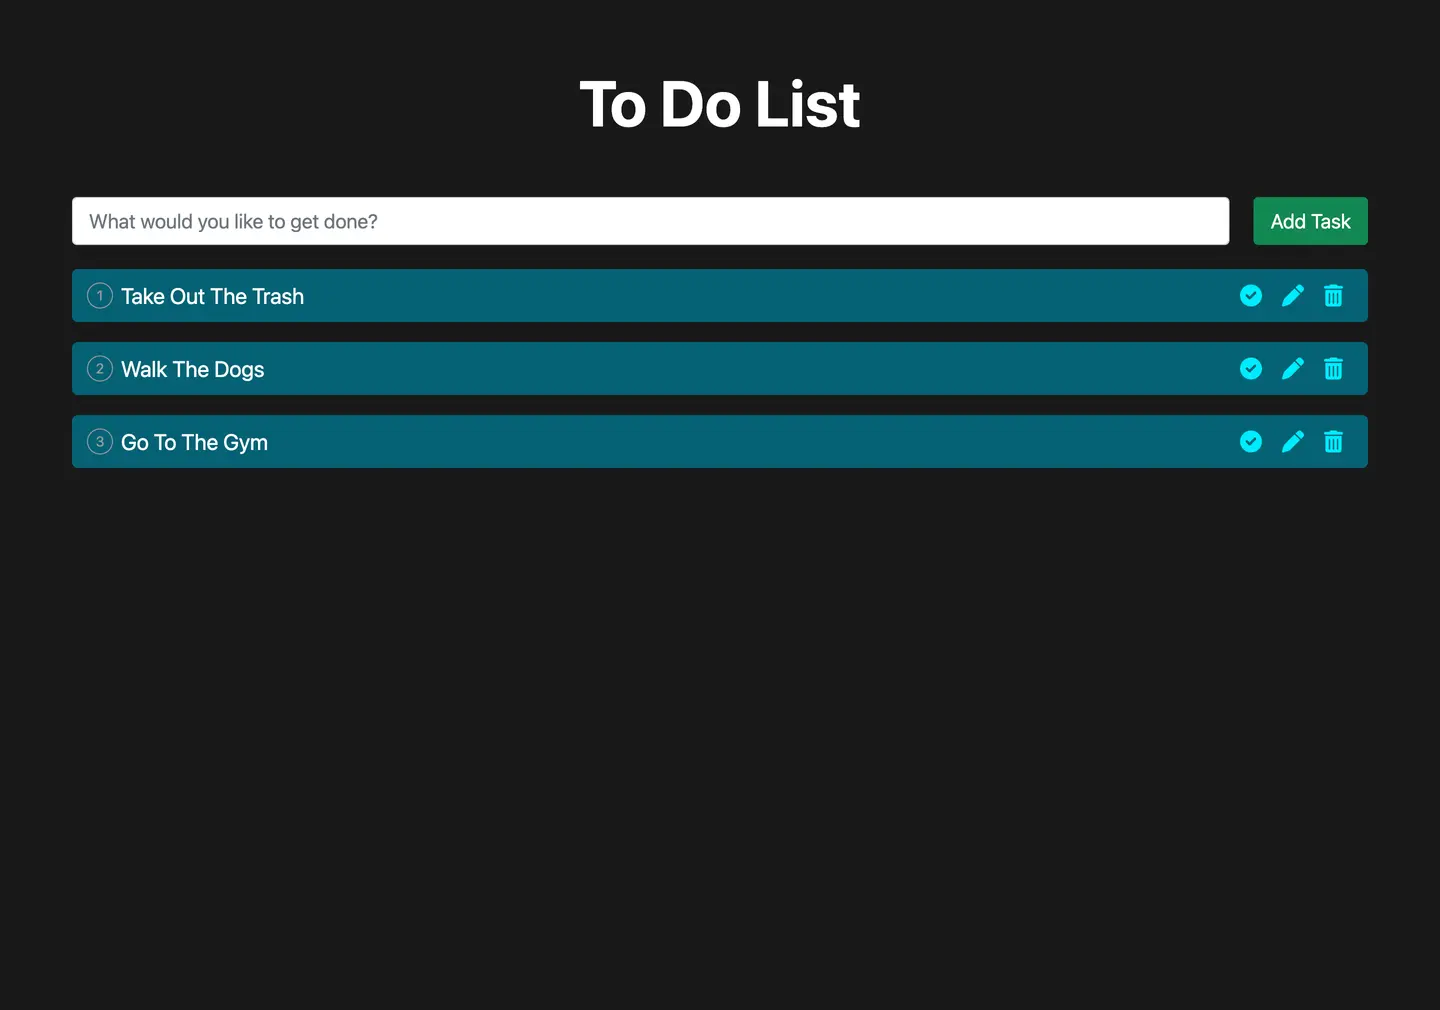 To Do List
What would you like to get done?
Add Task
1 Take Out The Trash
2 Walk The Dogs
3 Go To The Gym